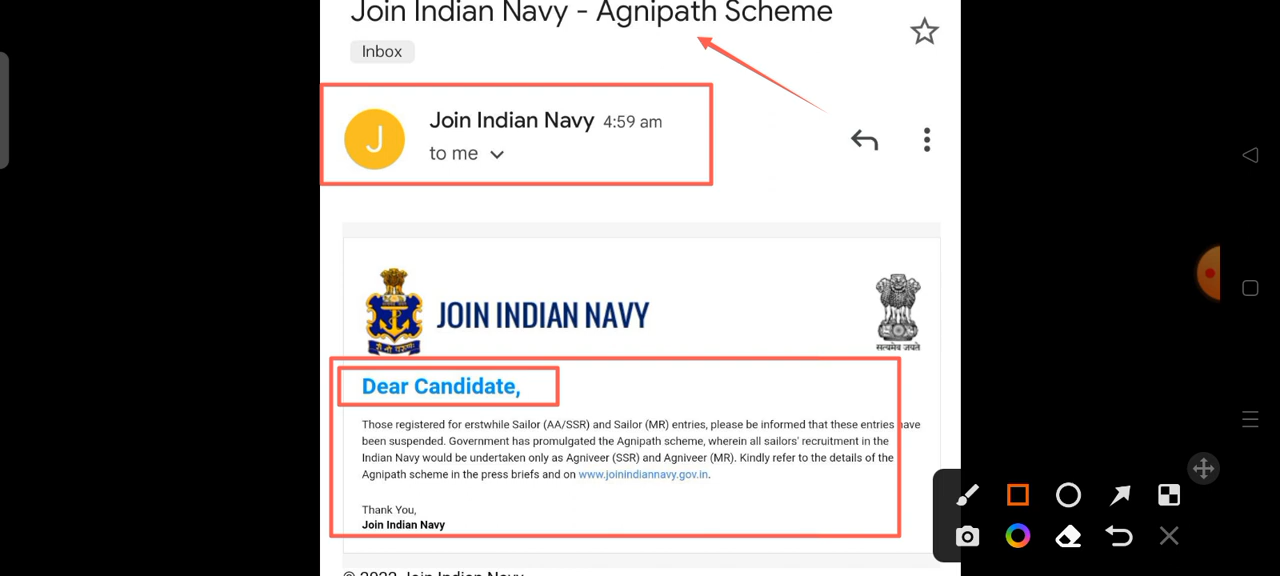 Join Indian Navy - Agnipath Scheme
Inbox
J
Join Indian Navy 4:59 am
to me
JOIN INDIAN NAVY
सत्यमेव जयते
Dear Candidate,
Those registered for erstwhile Sailor (AA/SSR) and Sailor (MR) entries, please be informed that these entries have
been suspended. Government has promulgated the Agnipath scheme, wherein all sailors' recruitment in the
Indian Navy would be undertaken only as Agniveer (SSR) and Agniveer (MR). Kindly refer to the details of the
Agnipath scheme in the press briefs and on www.joinindiannavy.gov.in.
Thank You,
Join Indian Navy
© 2022 Join Indian Navy